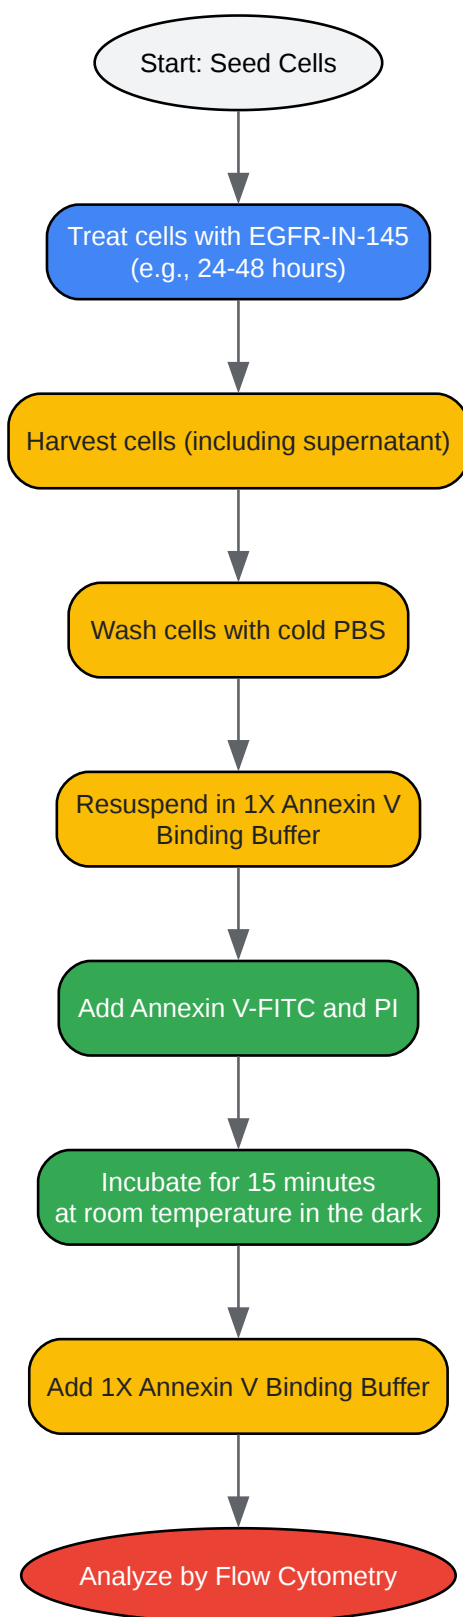 Start: Seed Cells
Treat cells with EGFR-IN-145
(e.g., 24-48 hours)
Harvest cells (including supernatant)
Wash cells with cold PBS
Resuspend in 1X Annexin V
Binding Buffer
Add Annexin V-FITC and PI
Incubate for 15 minutes
at room temperature in the dark
Add 1X Annexin V Binding Buffer
Analyze by Flow Cytometry